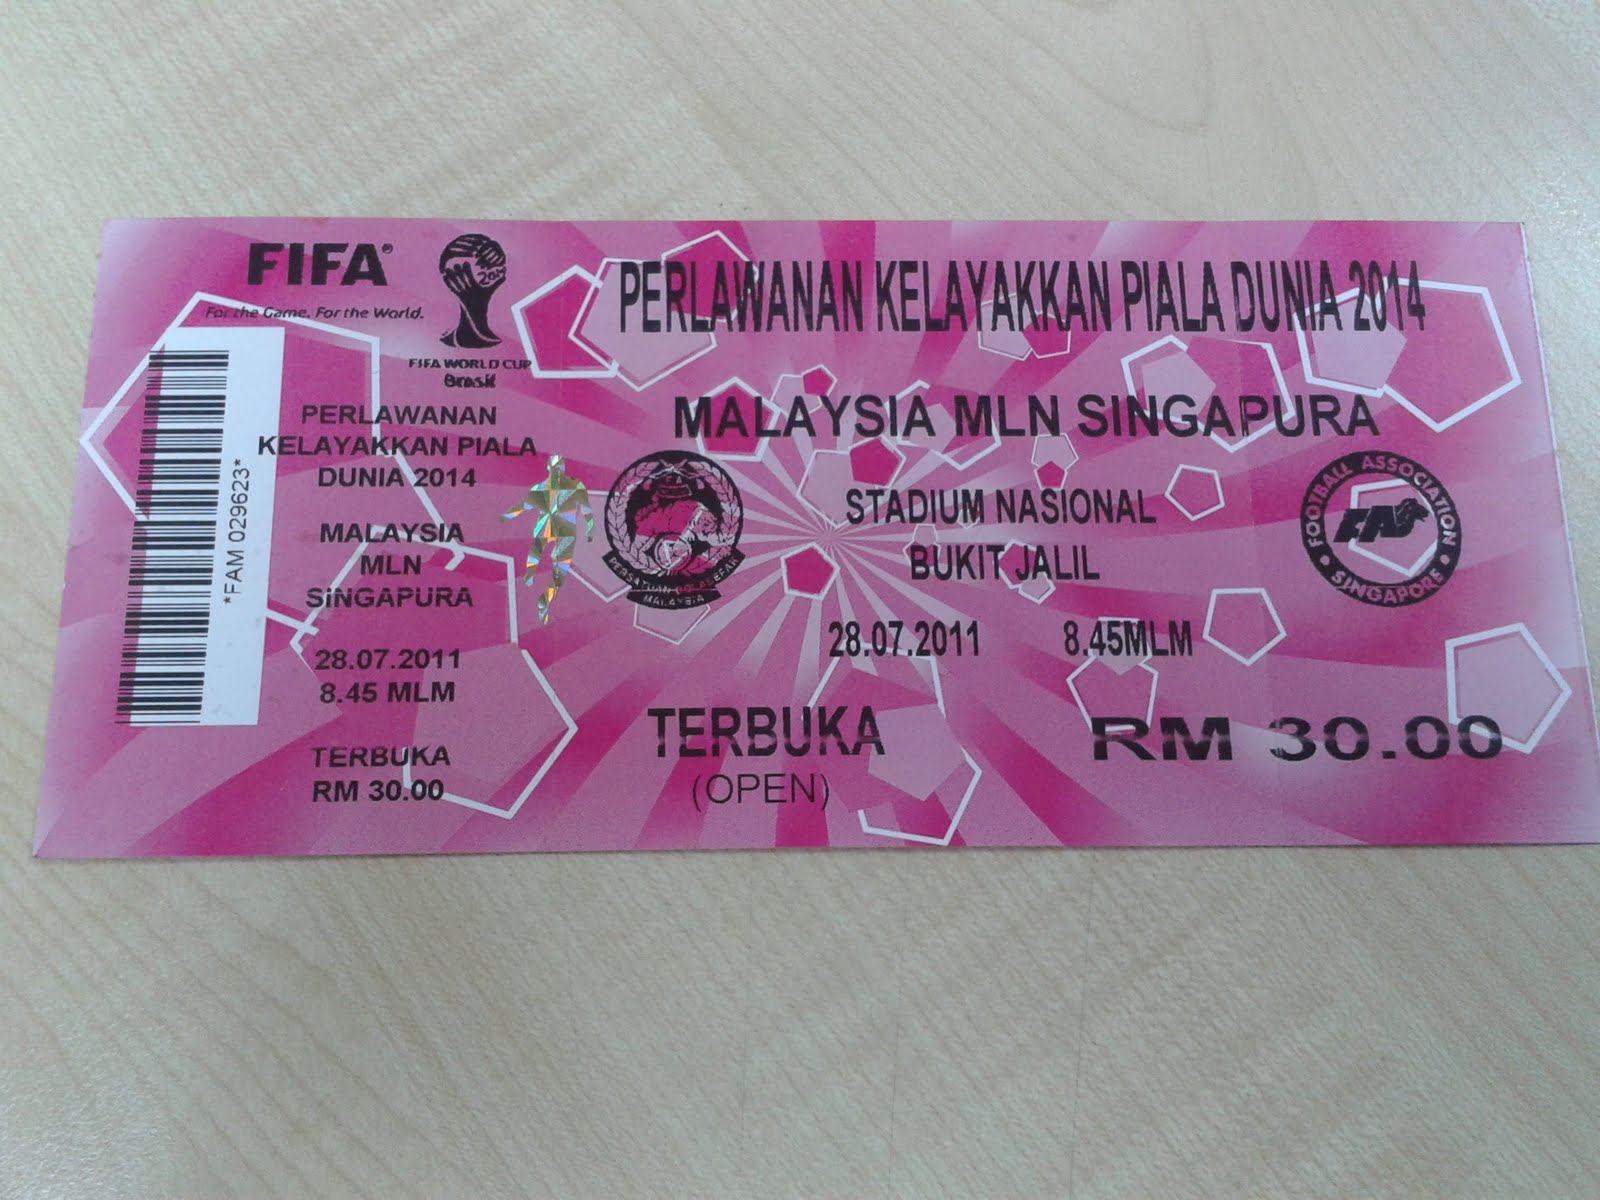 FIFA®
For the Game. For the World.
2014
FIFA WORLD CUP
Brasil
*FAM 029623*
PERLAWANAN
KELAYAKKAN PIALA
DUNIA 2014
MALAYSIA
MLN
SiNGAPURA
28.07.2011
8.45 MLM
TERBUKA
RM 30.00
PERLAWANAN KELAYAKKAN PIALA DUNIA 2014
MALAYSIA MLN SINGAPURA
STADIUM NASIONAL
BUKIT JALIL
28.07.2011 8.45MLM
TERBUKA
(OPEN)
RM 30.00
PERSATUAN BOLASEPAK
MALAYSIA
FOOTBALL ASSOCIATION
FAS
SINGAPORE